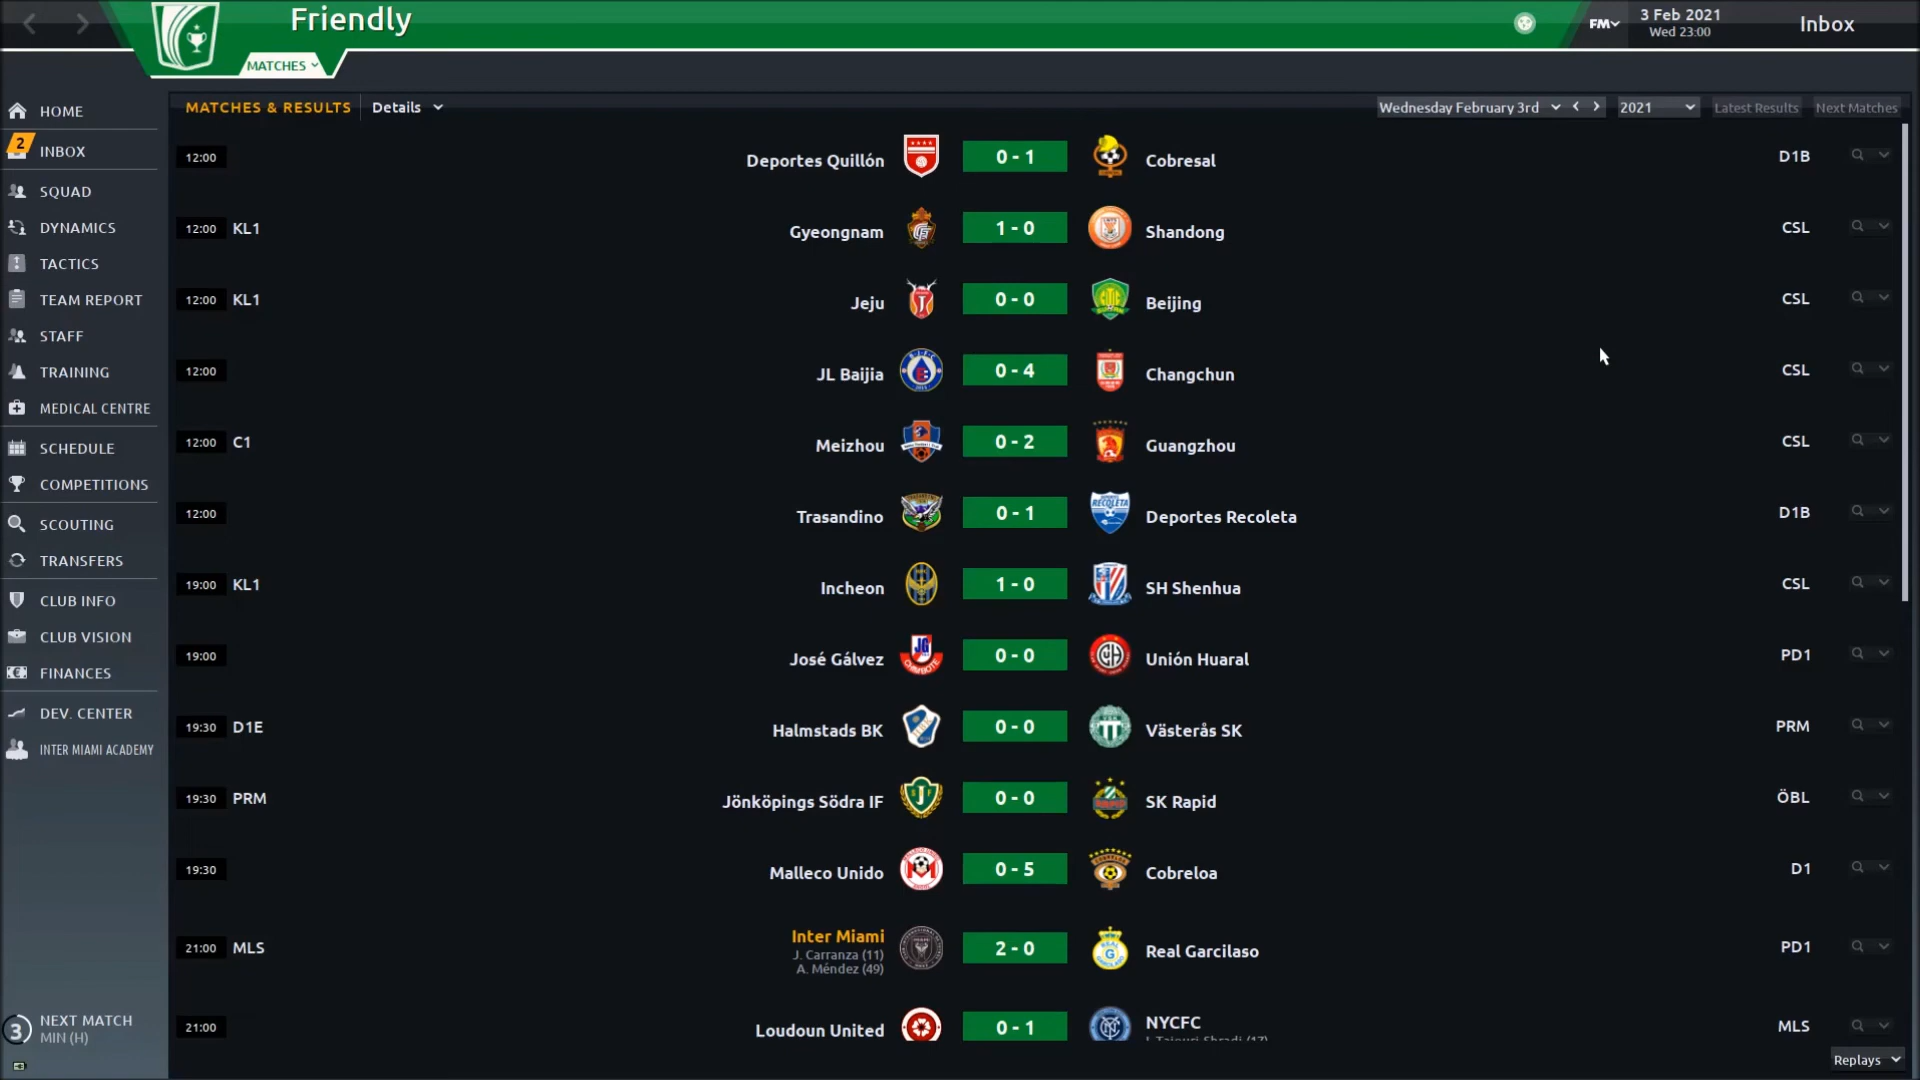 Friendly
FM
3 Feb 2021
Wed 23:00
Inbox
MATCHES
HOME
2
INBOX
SQUAD
DYNAMICS
TACTICS
TEAM REPORT
STAFF
TRAINING
MEDICAL CENTRE
SCHEDULE
COMPETITIONS
SCOUTING
TRANSFERS
CLUB INFO
CLUB VISION
FINANCES
DEV. CENTER
INTER MIAMI ACADEMY
3
NEXT MATCH
MIN (H)
MATCHES & RESULTS Details
Wednesday February 3rd 2021 Latest Results Next Matches
12:00 Deportes Quillón 0 - 1 Cobresal D1B
12:00 KL1 Gyeongnam 1 - 0 Shandong CSL
12:00 KL1 Jeju 0 - 0 Beijing CSL
12:00 JL Baijia 0 - 4 Changchun CSL
12:00 C1 Meizhou 0 - 2 Guangzhou CSL
12:00 Trasandino 0 - 1 Deportes Recoleta D1B
19:00 KL1 Incheon 1 - 0 SH Shenhua CSL
19:00 José Gálvez 0 - 0 Unión Huaral PD1
19:30 D1E Halmstads BK 0 - 0 Västerås SK PRM
19:30 PRM Jönköpings Södra IF 0 - 0 SK Rapid ÖBL
19:30 Malleco Unido 0 - 5 Cobreloa D1
21:00 MLS Inter Miami 2 - 0 Real Garcilaso PD1
J. Carranza (11)
A. Méndez (49)
21:00 Loudoun United 0 - 1 NYCFC MLS
Replays